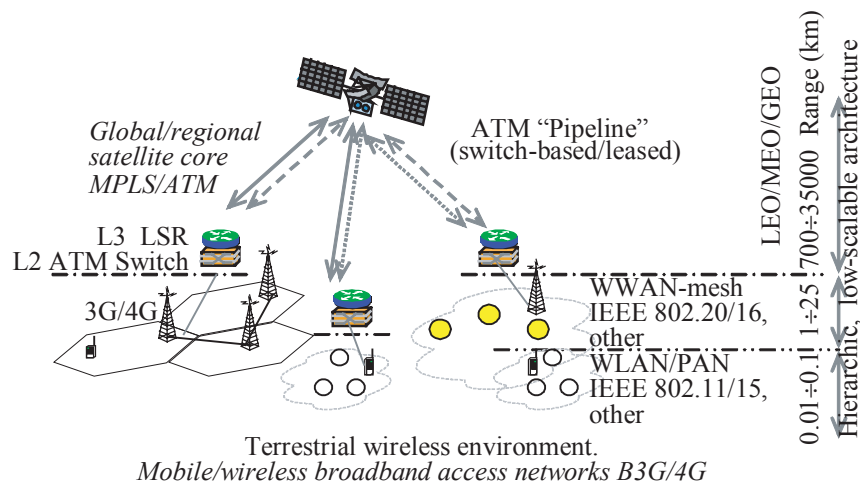 Global/regional
satellite core
MPLS/ATM
ATM “Pipeline”
(switch-based/leased)
L3 LSR
L2 ATM Switch
3G/4G
WWAN-mesh
IEEE 802.20/16,
other
WLAN/PAN
IEEE 802.11/15,
other
Terrestrial wireless environment.
Mobile/wireless broadband access networks B3G/4G
LEO/MEO/GEO
0.01÷0.1 1÷25 700÷35000 Range (km)
Hierarchic, low-scalable architecture